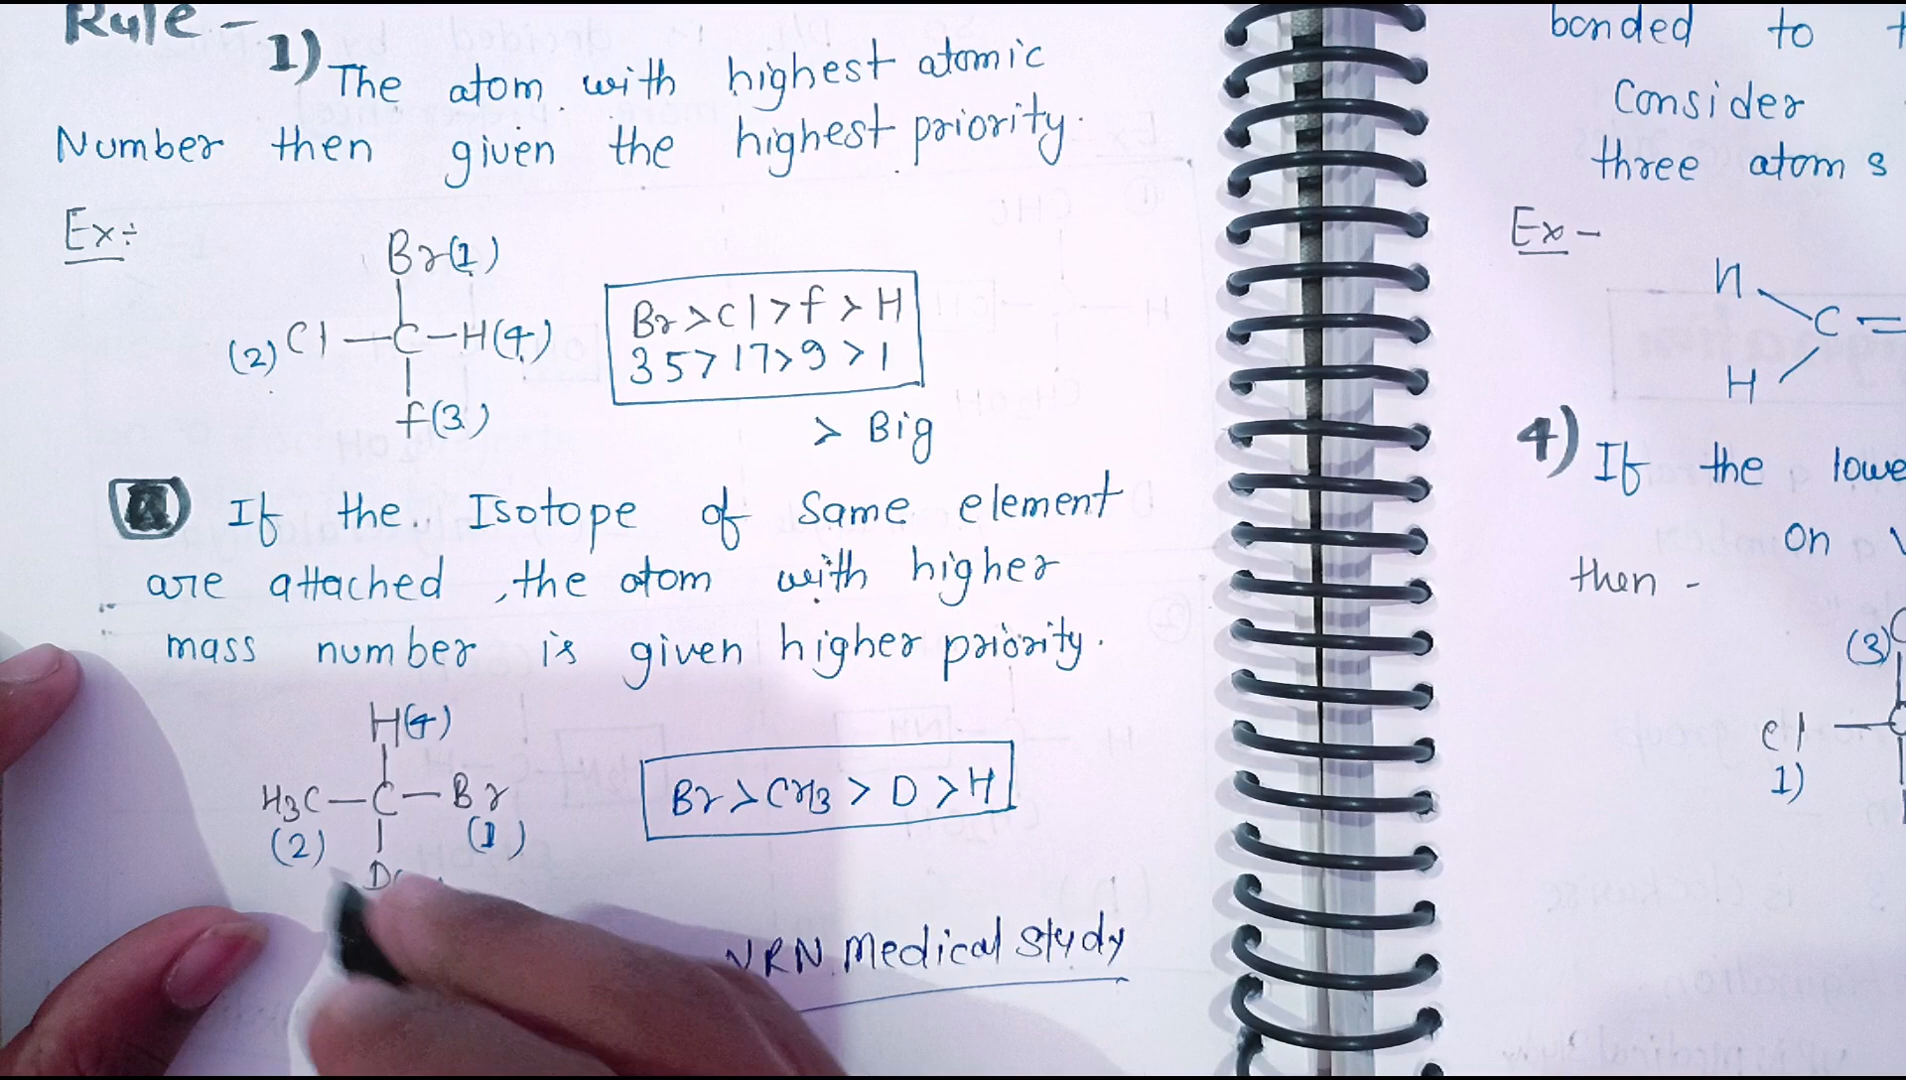 Rule -
1) The atom with highest atomic
Number then given the highest priority.
Ex:
Br(1)
(2) Cl — C — H(4)
f(3)
Br > Cl > f > H
35 > 17 > 9 > 1
> Big
If the Isotope of Same element
are attached, the atom with higher
mass number is given higher priority.
H(4)
H3C — C — Br
(2) (1)
D(
Br > CH3 > D > H
NRN Medical Study
bonded to t
Consider
three atoms
Ex -
H
C =
H
4) If the lowe
on
then -
(3)
Cl
1)